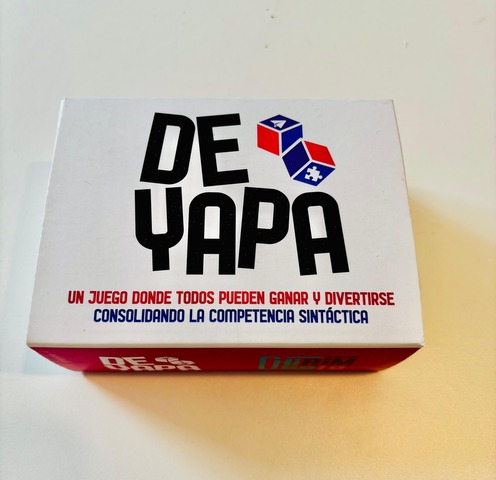 DE
YAPA
UN JUEGO DONDE TODOS PUEDEN GANAR Y DIVERTIRSE
CONSOLIDANDO LA COMPETENCIA SINTÁCTICA
DE
YAPA